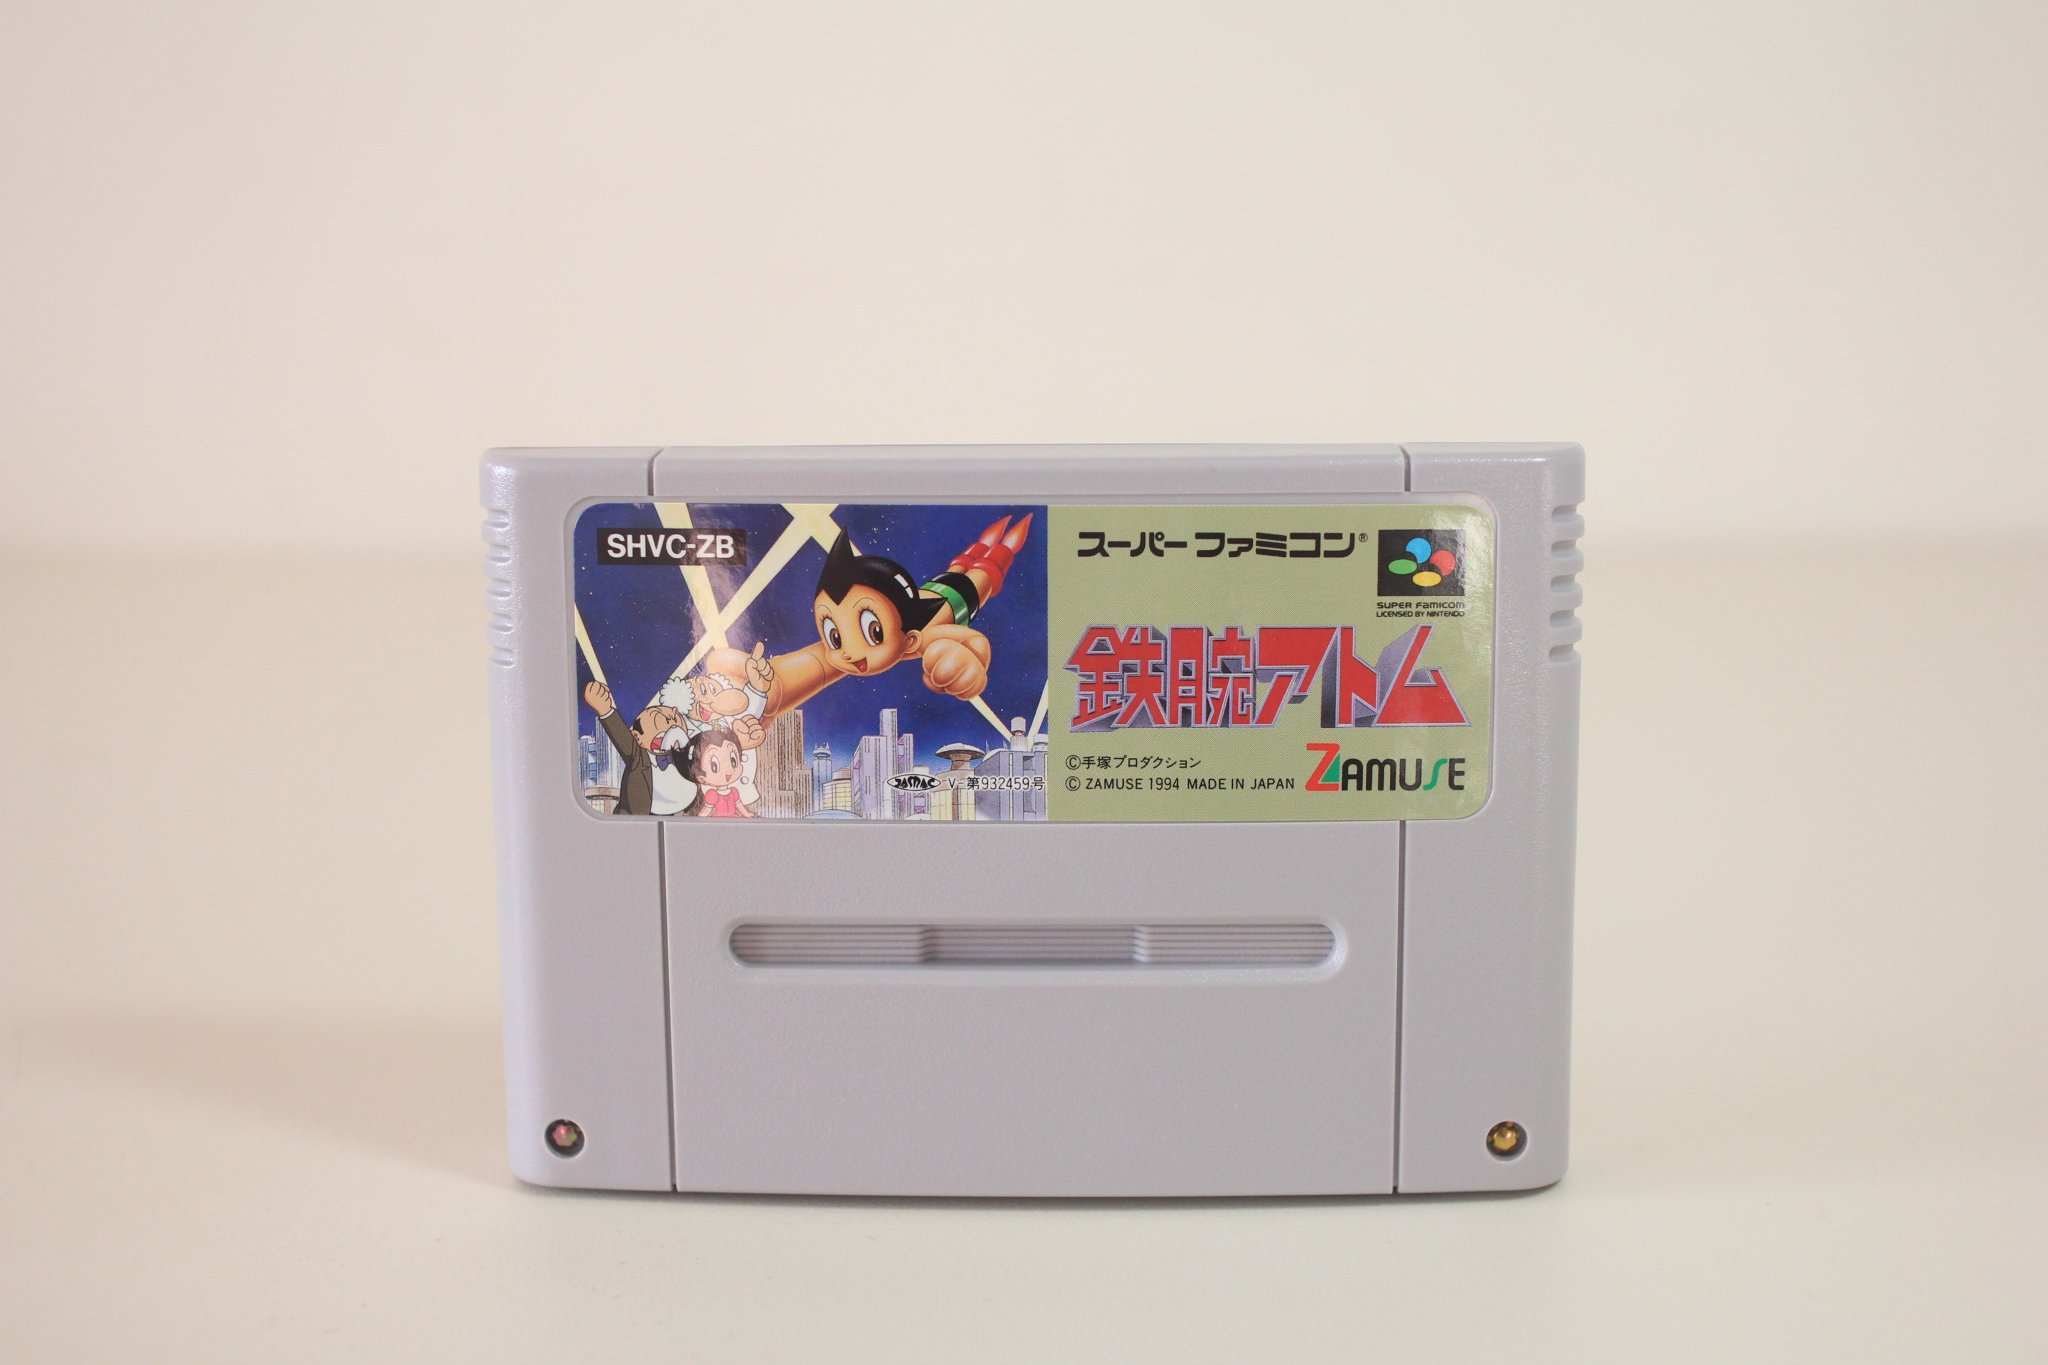 SHVC-ZB
JASRAC V-第932459号
スーパーファミコン®
SUPER FAMICOM
LICENSED BY NINTENDO
鉄腕アトム
©手塚プロダクション
© ZAMUSE 1994 MADE IN JAPAN
ZAMUSE